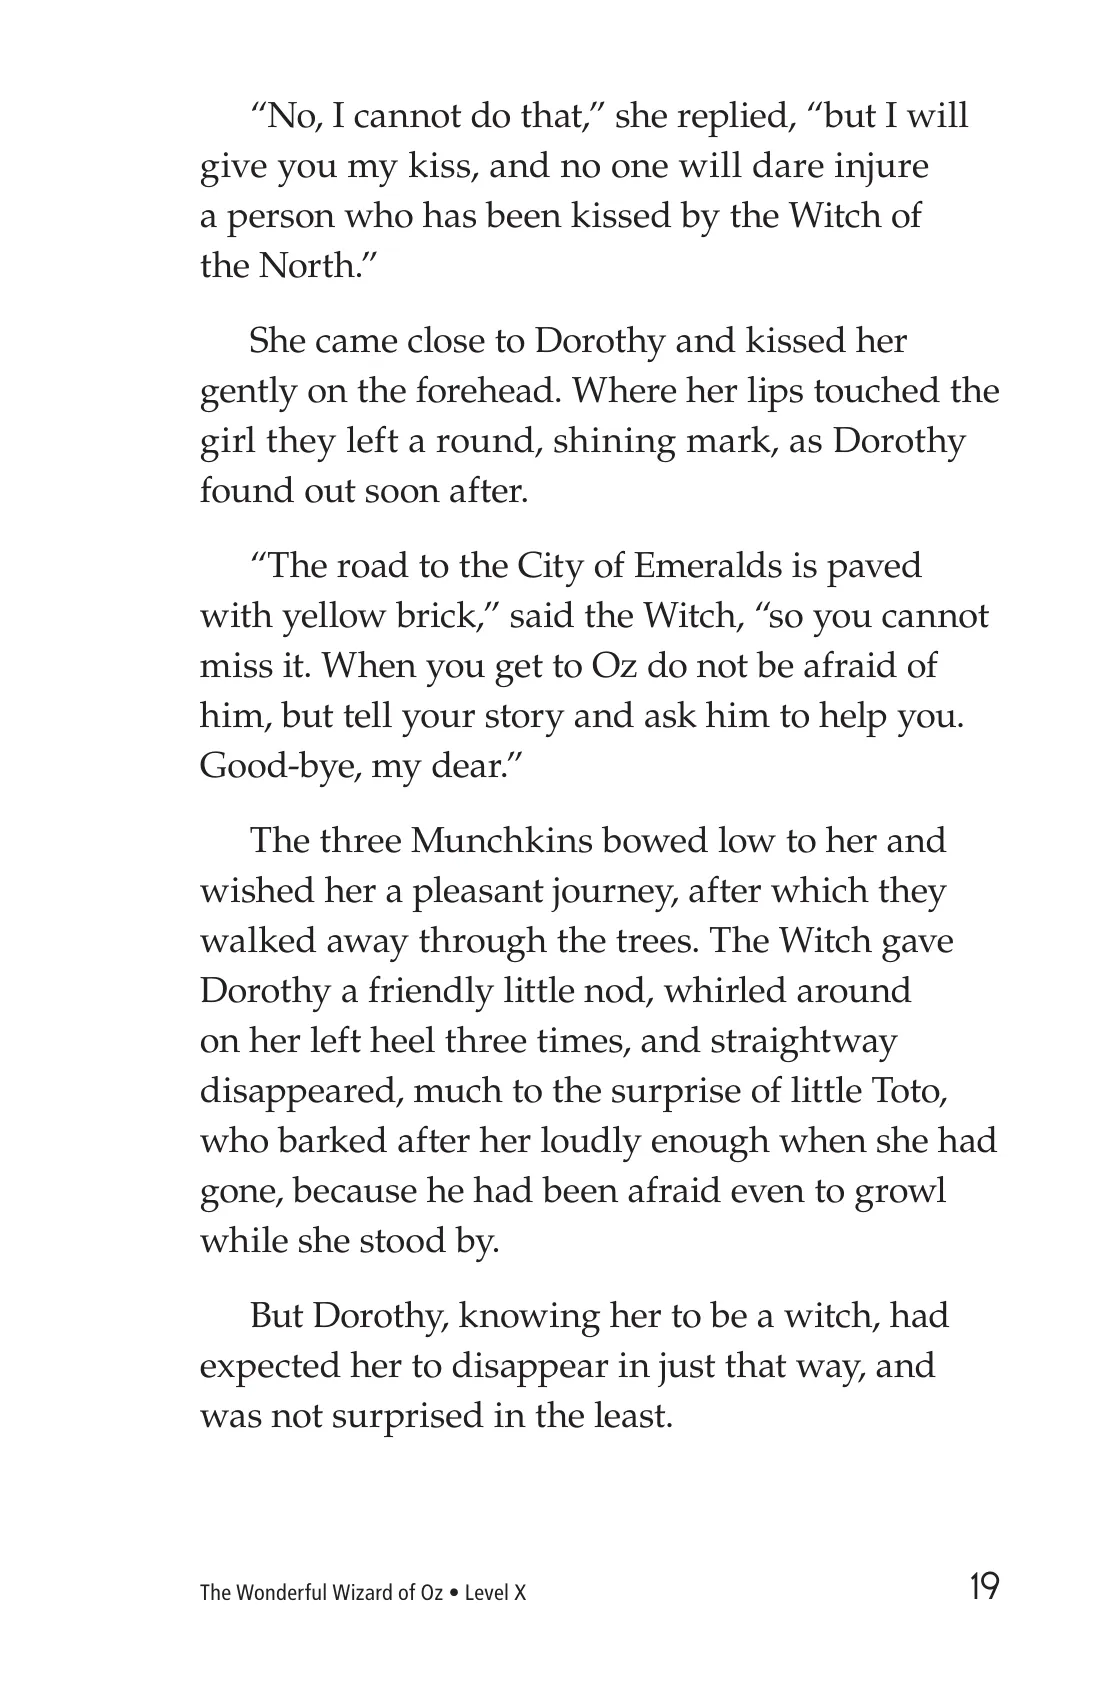 “No, I cannot do that,” she replied, “but I will
give you my kiss, and no one will dare injure
a person who has been kissed by the Witch of
the North.”
She came close to Dorothy and kissed her
gently on the forehead. Where her lips touched the
girl they left a round, shining mark, as Dorothy
found out soon after.
“The road to the City of Emeralds is paved
with yellow brick,” said the Witch, “so you cannot
miss it. When you get to Oz do not be afraid of
him, but tell your story and ask him to help you.
Good-bye, my dear.”
The three Munchkins bowed low to her and
wished her a pleasant journey, after which they
walked away through the trees. The Witch gave
Dorothy a friendly little nod, whirled around
on her left heel three times, and straightway
disappeared, much to the surprise of little Toto,
who barked after her loudly enough when she had
gone, because he had been afraid even to growl
while she stood by.
But Dorothy, knowing her to be a witch, had
expected her to disappear in just that way, and
was not surprised in the least.
The Wonderful Wizard of Oz • Level X
19